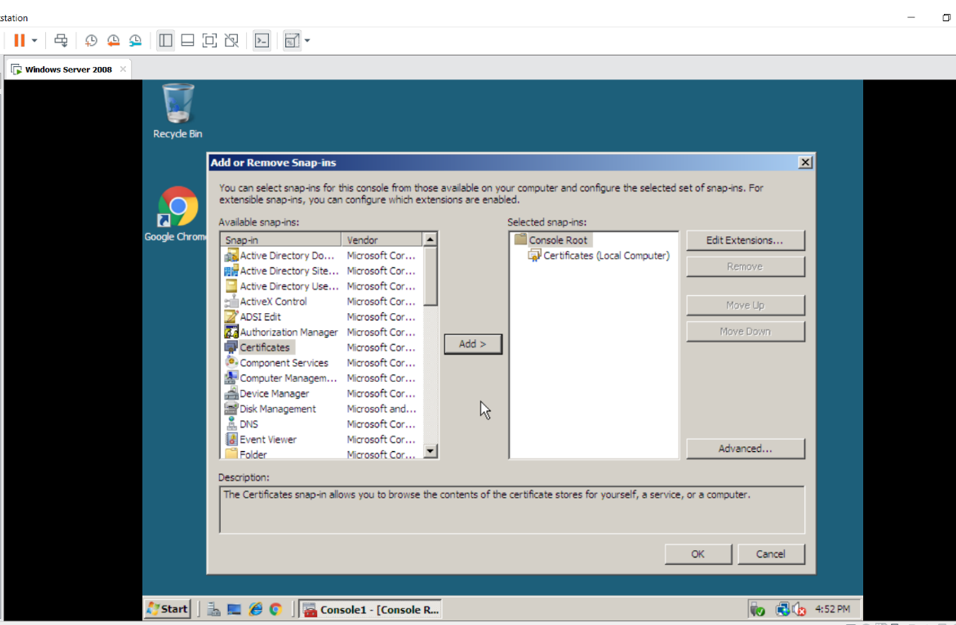 station
Windows Server 2008
Recycle Bin
Google Chrom
Add or Remove Snap-ins
You can select snap-ins for this console from those available on your computer and configure the selected set of snap-ins. For
extensible snap-ins, you can configure which extensions are enabled.
Available snap-ins:
Snap-in Vendor
Active Directory Do... Microsoft Cor...
Active Directory Site... Microsoft Cor...
Active Directory Use... Microsoft Cor...
ActiveX Control Microsoft Cor...
ADSI Edit Microsoft Cor...
Authorization Manager Microsoft Cor...
Certificates Microsoft Cor...
Component Services Microsoft Cor...
Computer Managem... Microsoft Cor...
Device Manager Microsoft Cor...
Disk Management Microsoft and...
DNS Microsoft Cor...
Event Viewer Microsoft Cor...
Folder Microsoft Cor...
Add >
Selected snap-ins:
Console Root
Certificates (Local Computer)
Edit Extensions...
Remove
Move Up
Move Down
Advanced...
Description:
The Certificates snap-in allows you to browse the contents of the certificate stores for yourself, a service, or a computer.
OK Cancel
Start
Console1 - [Console R...
4:52 PM